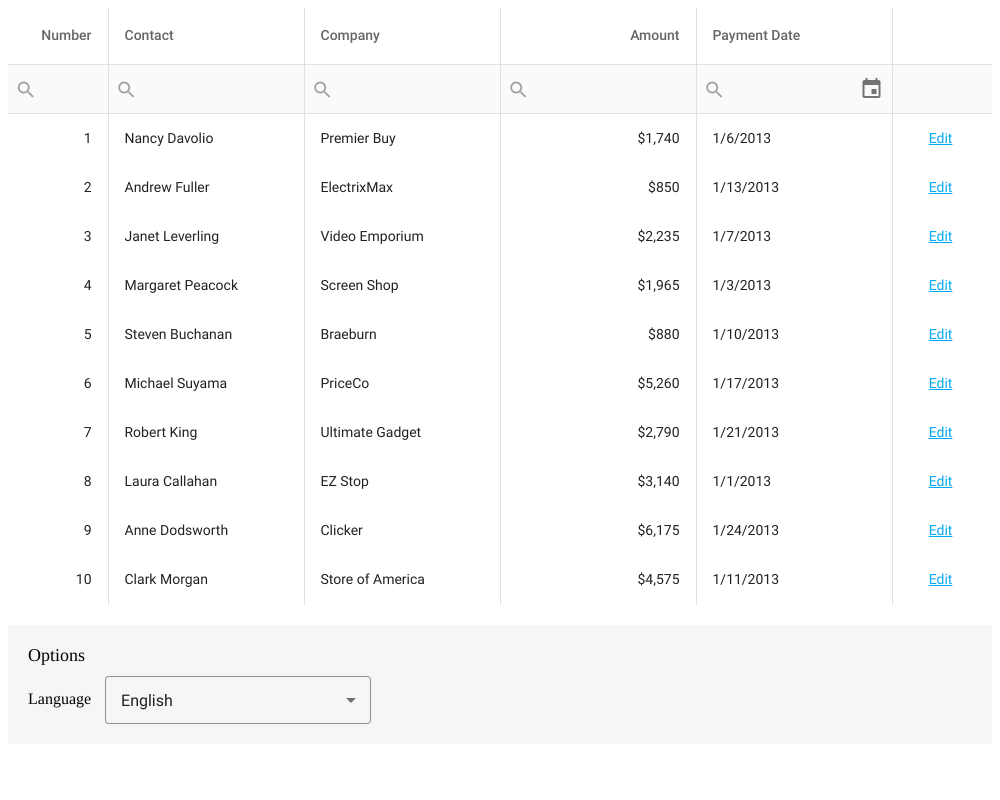 Number Contact Company Amount Payment Date
1 Nancy Davolio Premier Buy $1,740 1/6/2013 Edit
2 Andrew Fuller ElectrixMax $850 1/13/2013 Edit
3 Janet Leverling Video Emporium $2,235 1/7/2013 Edit
4 Margaret Peacock Screen Shop $1,965 1/3/2013 Edit
5 Steven Buchanan Braeburn $880 1/10/2013 Edit
6 Michael Suyama PriceCo $5,260 1/17/2013 Edit
7 Robert King Ultimate Gadget $2,790 1/21/2013 Edit
8 Laura Callahan EZ Stop $3,140 1/1/2013 Edit
9 Anne Dodsworth Clicker $6,175 1/24/2013 Edit
10 Clark Morgan Store of America $4,575 1/11/2013 Edit
Options
Language English